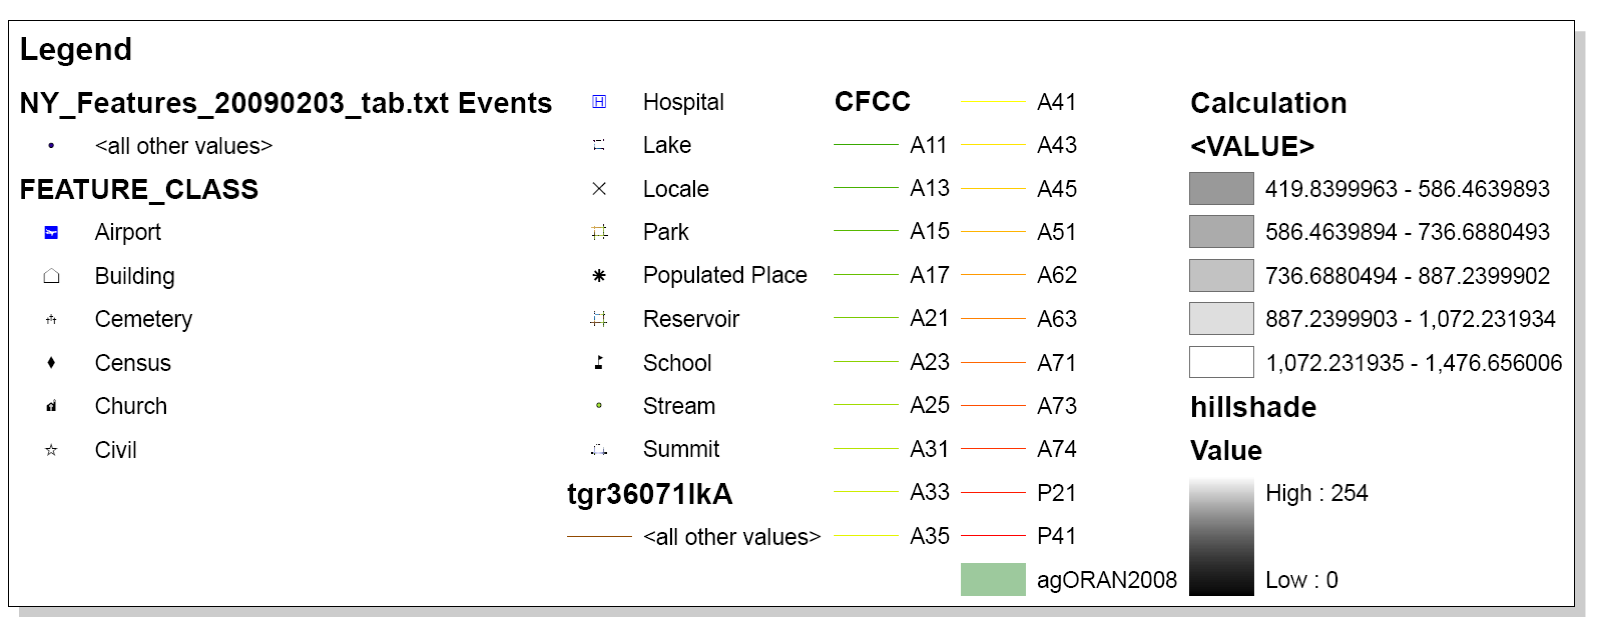 Legend
NY_Features_20090203_tab.txt Events
<all other values>
FEATURE_CLASS
Airport
Building
Cemetery
Census
Church
Civil
Hospital
Lake
Locale
Park
Populated Place
Reservoir
School
Stream
Summit
tgr36071lkA
<all other values>
CFCC
A11
A13
A15
A17
A21
A23
A25
A31
A33
A35
A41
A43
A45
A51
A62
A63
A71
A73
A74
P21
P41
agORAN2008
Calculation
<VALUE>
419.8399963 - 586.4639893
586.4639894 - 736.6880493
736.6880494 - 887.2399902
887.2399903 - 1,072.231934
1,072.231935 - 1,476.656006
hillshade
Value
High : 254
Low : 0